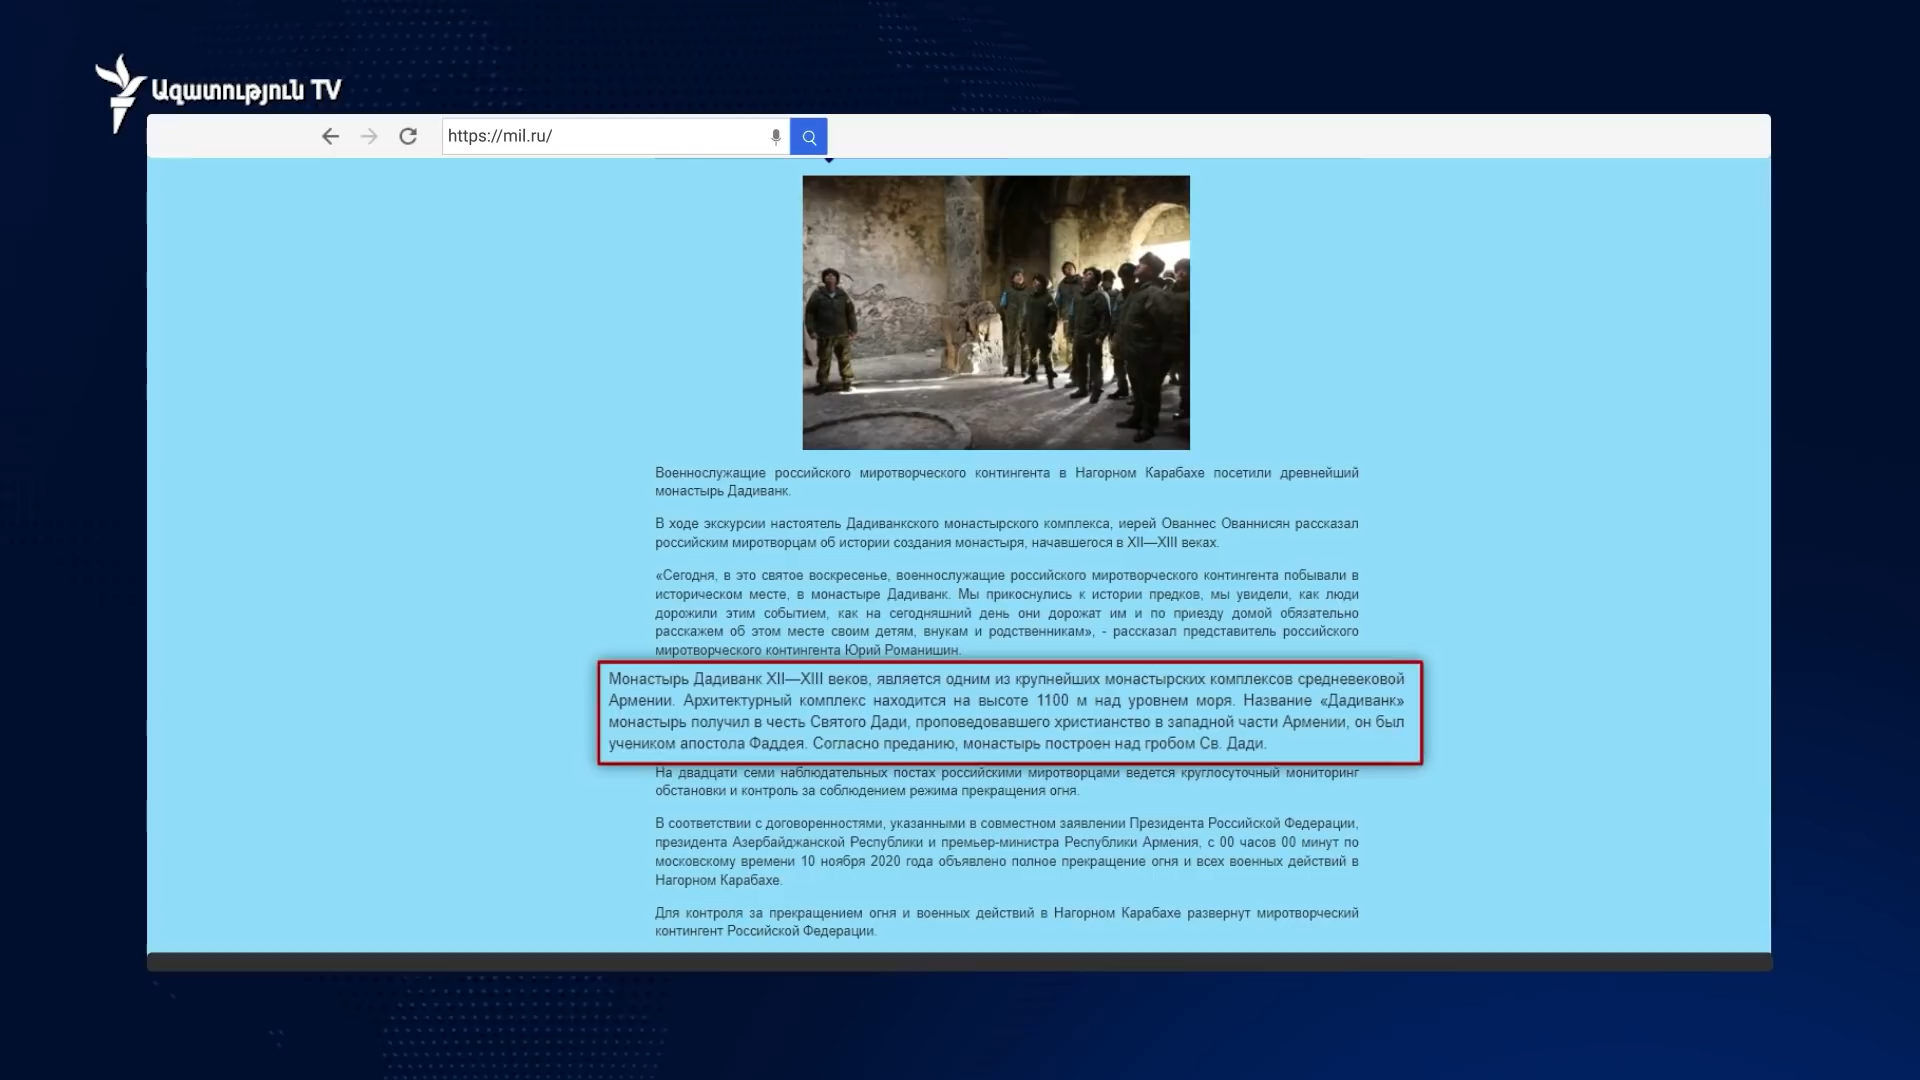 Ազատություն TV
https://mil.ru/
Военнослужащие российского миротворческого контингента в Нагорном Карабахе посетили древнейший
монастырь Дадиванк.
В ходе экскурсии настоятель Дадиванкского монастырского комплекса, иерей Ованнес Ованнисян рассказал
российским миротворцам об истории создания монастыря, начавшегося в XII—XIII веках.
«Сегодня, в это святое воскресенье, военнослужащие российского миротворческого контингента побывали в
историческом месте, в монастыре Дадиванк. Мы прикоснулись к истории предков, мы увидели, как люди
дорожили этим событием, как на сегодняшний день они дорожат им и по приезду домой обязательно
расскажем об этом месте своим детям, внукам и родственникам», - рассказал представитель российского
миротворческого контингента Юрий Романишин.
Монастырь Дадиванк XII—XIII веков, является одним из крупнейших монастырских комплексов средневековой
Армении. Архитектурный комплекс находится на высоте 1100 м над уровнем моря. Название «Дадиванк»
монастырь получил в честь Святого Дади, проповедовавшего христианство в западной части Армении, он был
учеником апостола Фаддея. Согласно преданию, монастырь построен над гробом Св. Дади.
На двадцати семи наблюдательных постах российскими миротворцами ведется круглосуточный мониторинг
обстановки и контроль за соблюдением режима прекращения огня.
В соответствии с договоренностями, указанными в совместном заявлении Президента Российской Федерации,
президента Азербайджанской Республики и премьер-министра Республики Армения, с 00 часов 00 минут по
московскому времени 10 ноября 2020 года объявлено полное прекращение огня и всех военных действий в
Нагорном Карабахе.
Для контроля за прекращением огня и военных действий в Нагорном Карабахе развернут миротворческий
контингент Российской Федерации.